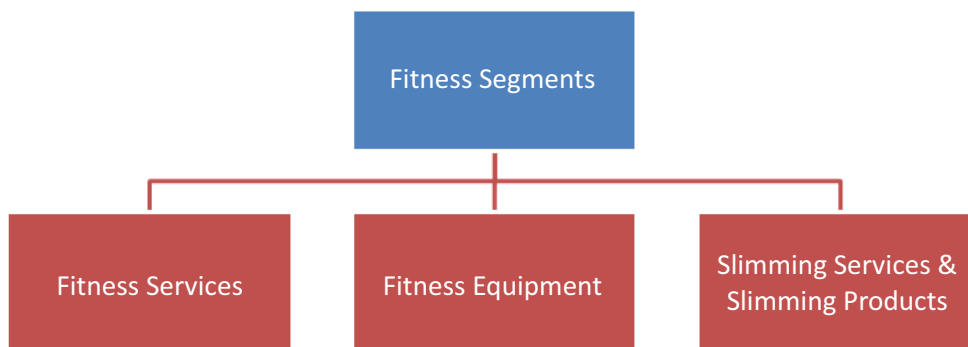 Fitness Segments
Fitness Services
Fitness Equipment
Slimming Services &
Slimming Products